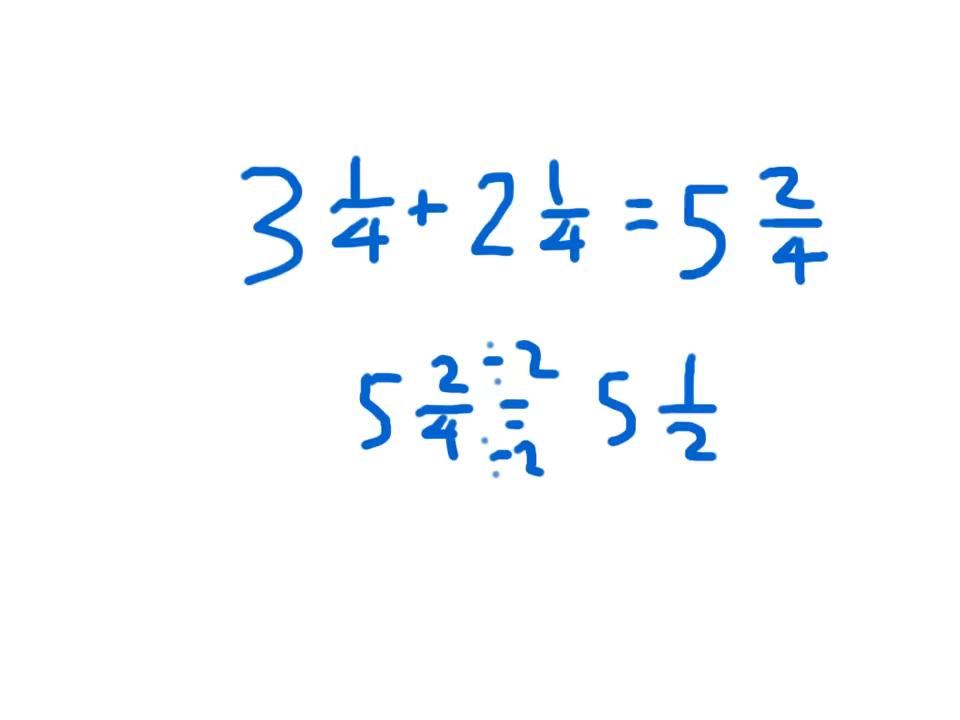 3 1/4 + 2 1/4 = 5 2/4
5 2/4 ÷2/÷2 = 5 1/2